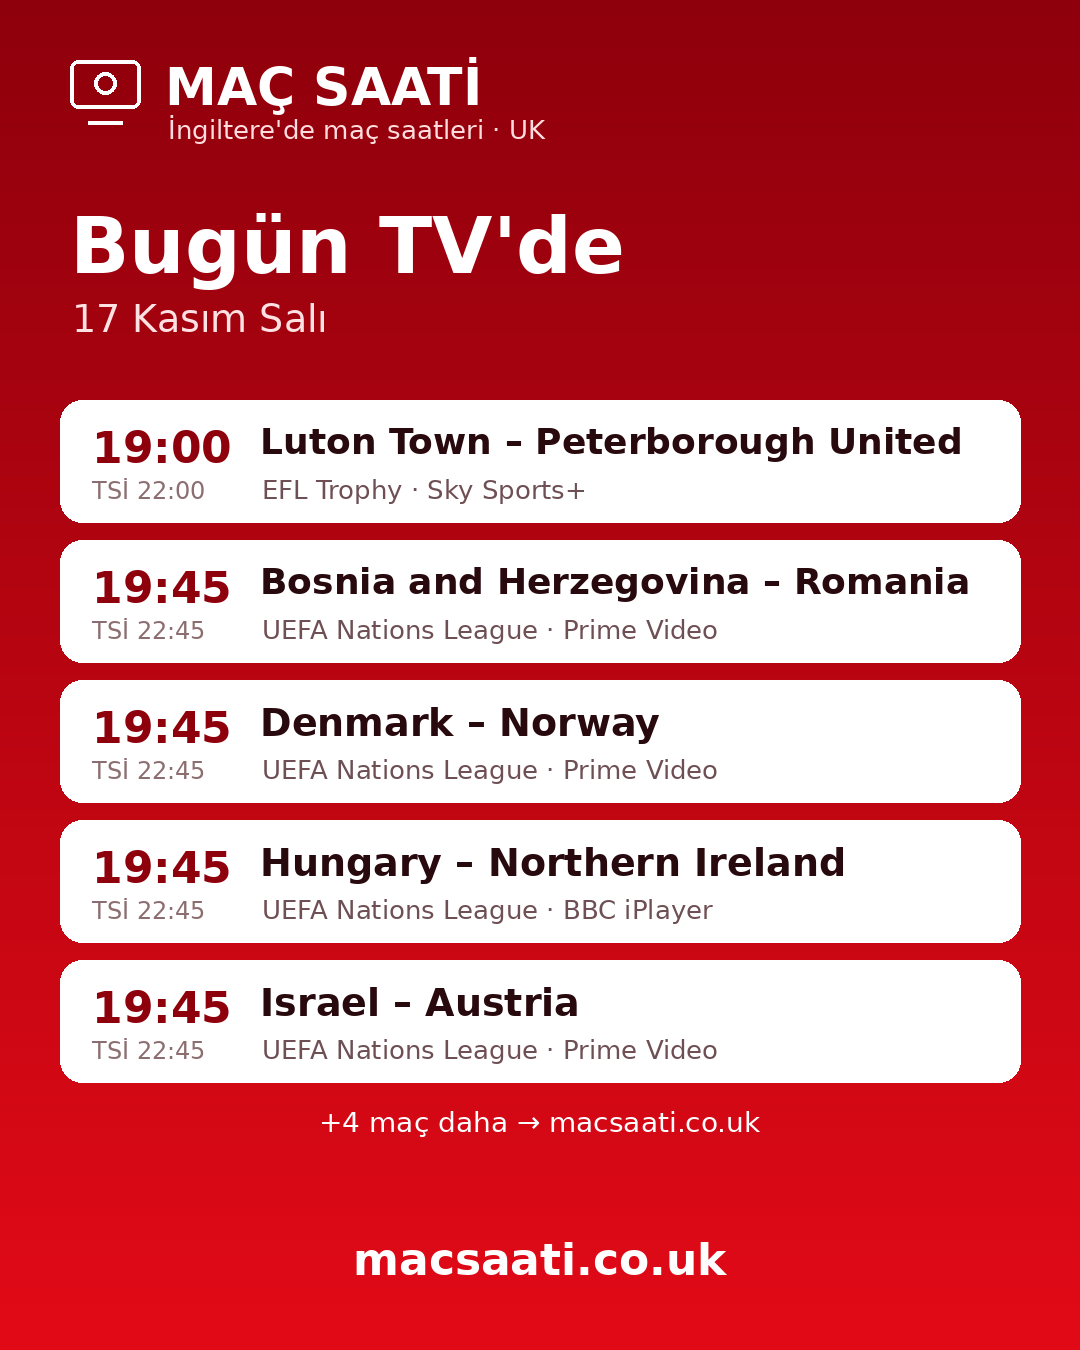 MAÇ SAATİ
İngiltere'de maç saatleri · UK
Bugün TV'de
17 Kasım Salı
19:00 Luton Town – Peterborough United
TSİ 22:00 EFL Trophy · Sky Sports+
19:45 Bosnia and Herzegovina – Romania
TSİ 22:45 UEFA Nations League · Prime Video
19:45 Denmark – Norway
TSİ 22:45 UEFA Nations League · Prime Video
19:45 Hungary – Northern Ireland
TSİ 22:45 UEFA Nations League · BBC iPlayer
19:45 Israel – Austria
TSİ 22:45 UEFA Nations League · Prime Video
+4 maç daha → macsaati.co.uk
macsaati.co.uk